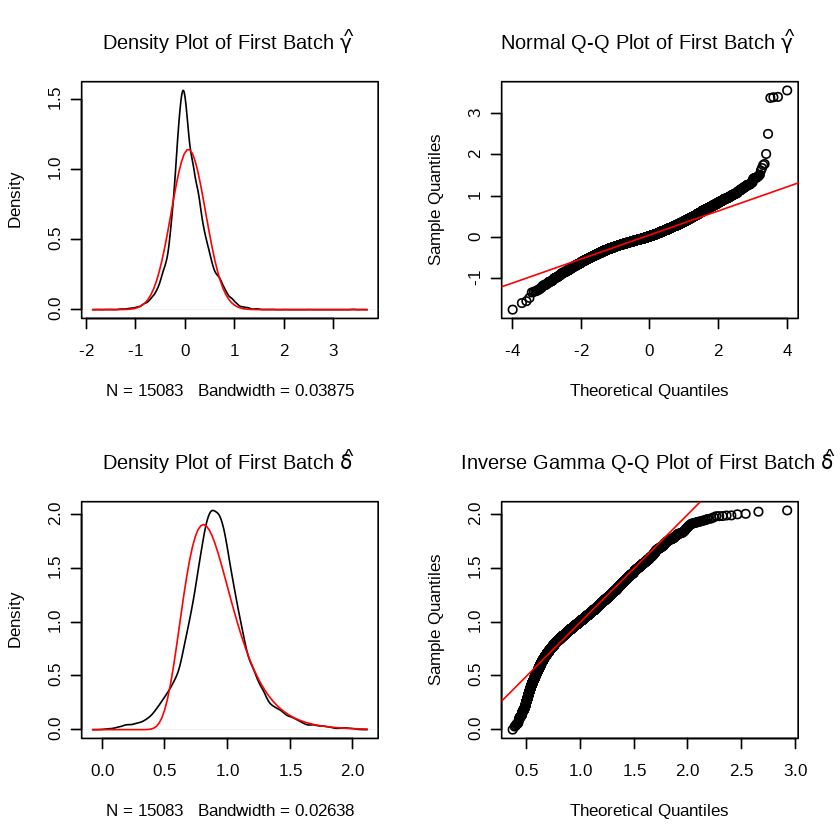 Density Plot of First Batch γ̂
Density
0.0 0.5 1.0 1.5
-2 -1 0 1 2 3
N = 15083 Bandwidth = 0.03875
Normal Q-Q Plot of First Batch γ̂
Sample Quantiles
-1 0 1 2 3
-4 -2 0 2 4
Theoretical Quantiles
Density Plot of First Batch δ̂
Density
0.0 0.5 1.0 1.5 2.0
0.0 0.5 1.0 1.5 2.0
N = 15083 Bandwidth = 0.02638
Inverse Gamma Q-Q Plot of First Batch δ̂
Sample Quantiles
0.0 0.5 1.0 1.5 2.0
0.5 1.0 1.5 2.0 2.5 3.0
Theoretical Quantiles